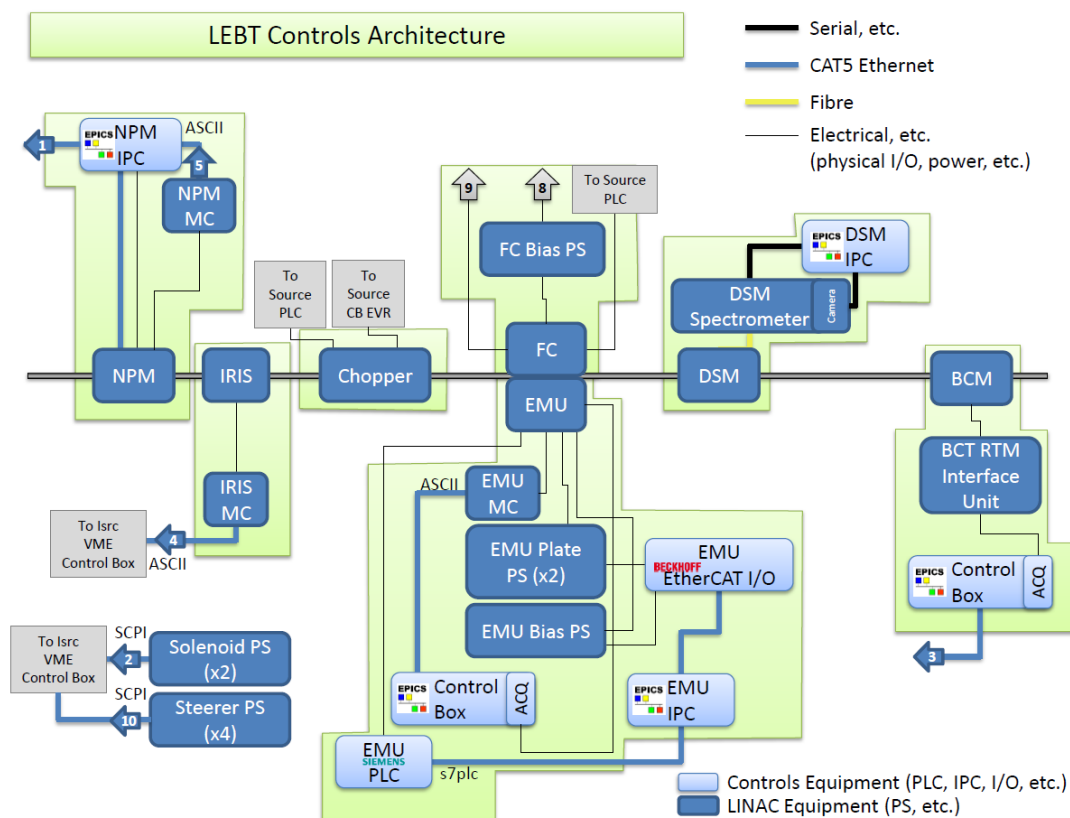 LEBT Controls Architecture
Serial, etc.
CAT5 Ethernet
Fibre
Electrical, etc.
(physical I/O, power, etc.)
1
EPICS
NPM
IPC
ASCII
5
NPM
MC
9
8
To Source
PLC
FC Bias PS
EPICS
DSM
IPC
DSM
Spectrometer
Camera
To
Source
PLC
To
Source
CB EVR
FC
NPM
IRIS
Chopper
DSM
BCM
EMU
BCT RTM
Interface
Unit
IRIS
MC
ASCII
EMU
MC
To Isrc
VME
Control Box
4
ASCII
EMU Plate
PS (x2)
EMU
BECKHOFF
EtherCAT I/O
EPICS
Control
Box
ACQ
EMU Bias PS
3
To Isrc
VME
Control Box
SCPI
2
Solenoid PS
(x2)
SCPI
10
Steerer PS
(x4)
EPICS
Control
Box
ACQ
EPICS
EMU
IPC
EMU
SIEMENS
PLC
s7plc
Controls Equipment (PLC, IPC, I/O, etc.)
LINAC Equipment (PS, etc.)